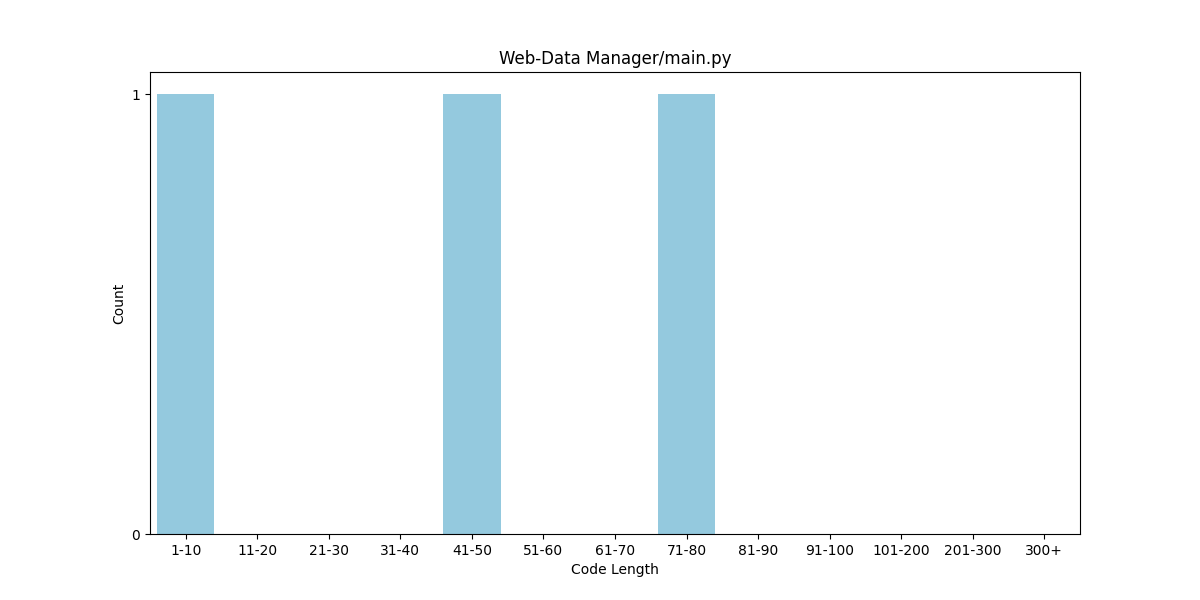 Web-Data Manager/main.py
1
Count
0
1-10 11-20 21-30 31-40 41-50 51-60 61-70 71-80 81-90 91-100 101-200 201-300 300+
Code Length